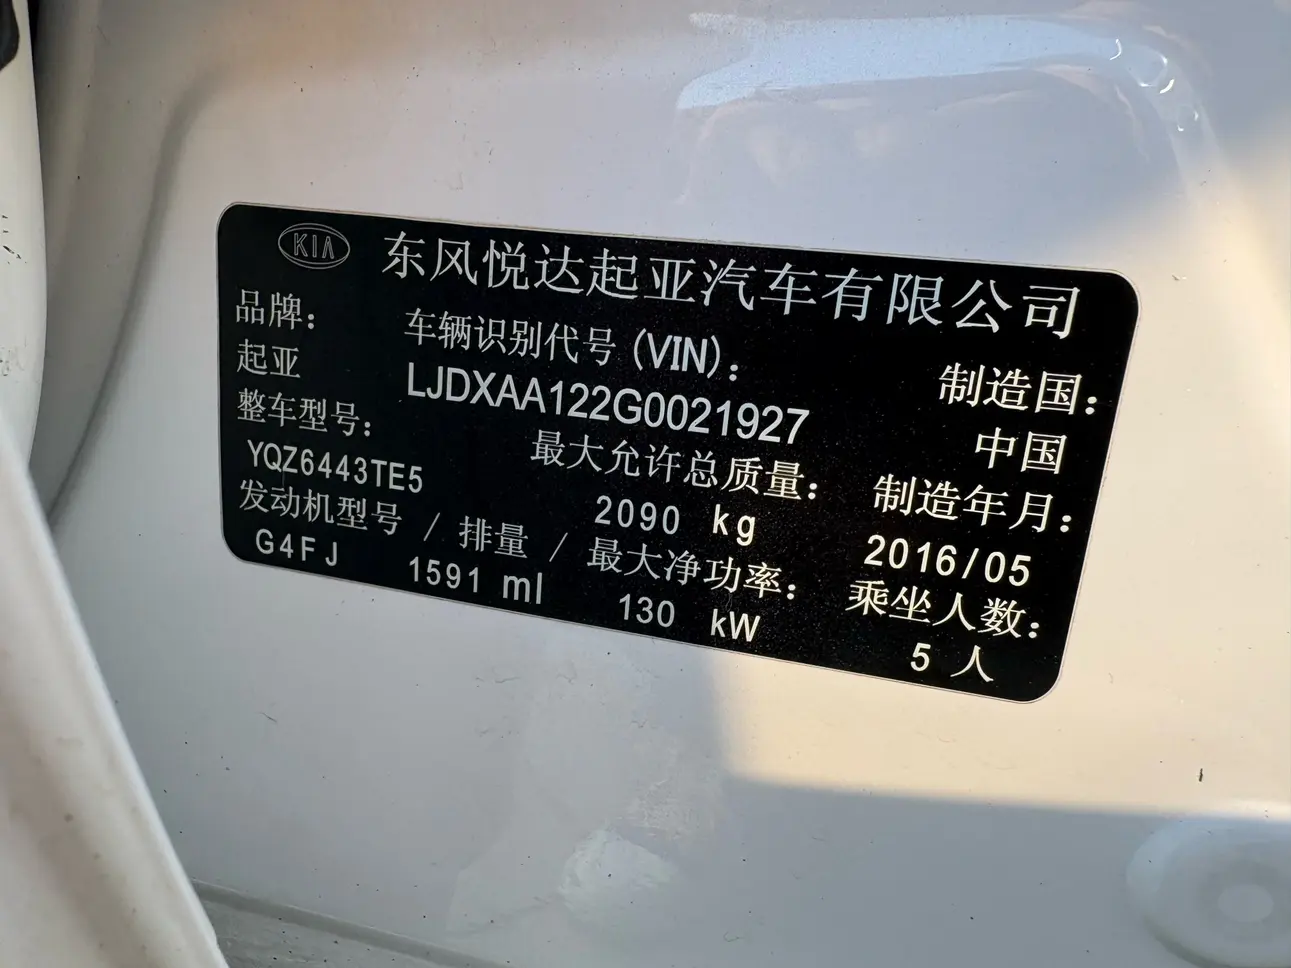 KIA 东风悦达起亚汽车有限公司
品牌： 车辆识别代号 (VIN)： 制造国：
起亚 LJDXAA122G0021927 中国
整车型号： 最大允许总质量： 制造年月：
YQZ6443TE5 2090 kg 2016/05
发动机型号 / 排量 / 最大净功率： 乘坐人数：
G4FJ 1591 ml 130 kW 5 人